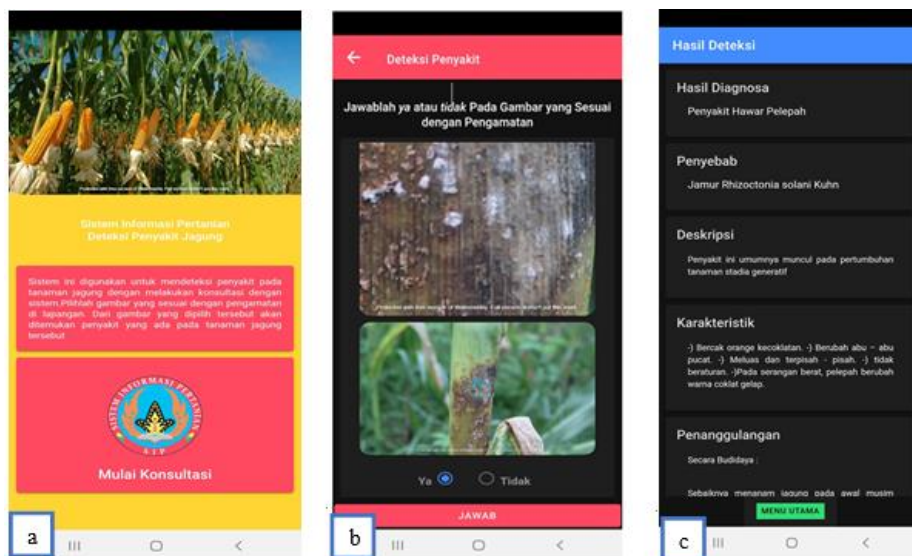 Sistem Informasi Pertanian
Deteksi Penyakit Jagung
Sistem ini digunakan untuk mendeteksi penyakit pada
tanaman jagung dengan melakukan konsultasi dengan
sistem.Plihlah gambar yang sesuai dengan pengamatan
di lapangan. Dari gambar yang dipilih tersebut akan
ditemukan penyakit yang ada pada tanaman jagung
tersebut
SISTEM INFORMASI PERTANIAN
S I P
Mulai Konsultasi
a
Deteksi Penyakit
Jawablah ya atau tidak Pada Gambar yang Sesuai
dengan Pengamatan
Ya
Tidak
JAWAB
b
Hasil Deteksi
Hasil Diagnosa
Penyakit Hawar Pelepah
Penyebab
Jamur Rhizoctonia solani Kuhn
Deskripsi
Penyakit ini umumnya muncul pada pertumbuhan
tanaman stadia generatif
Karakteristik
-) Bercak orange kecoklatan. -) Berubah abu – abu
pucat. -) Meluas dan terpisah - pisah. -) tidak
beraturan. -)Pada serangan berat, pelepah berubah
warna coklat gelap.
Penanggulangan
Secara Budidaya :
Sebaiknya menanam jagung pada awal musim
MENU UTAMA
c